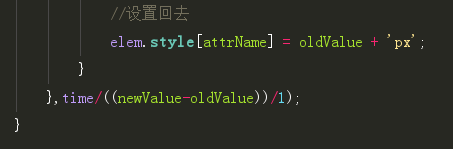 //设置回去
elem.style[attrName] = oldValue + 'px';
}
},time/((newValue-oldValue))/1);
}